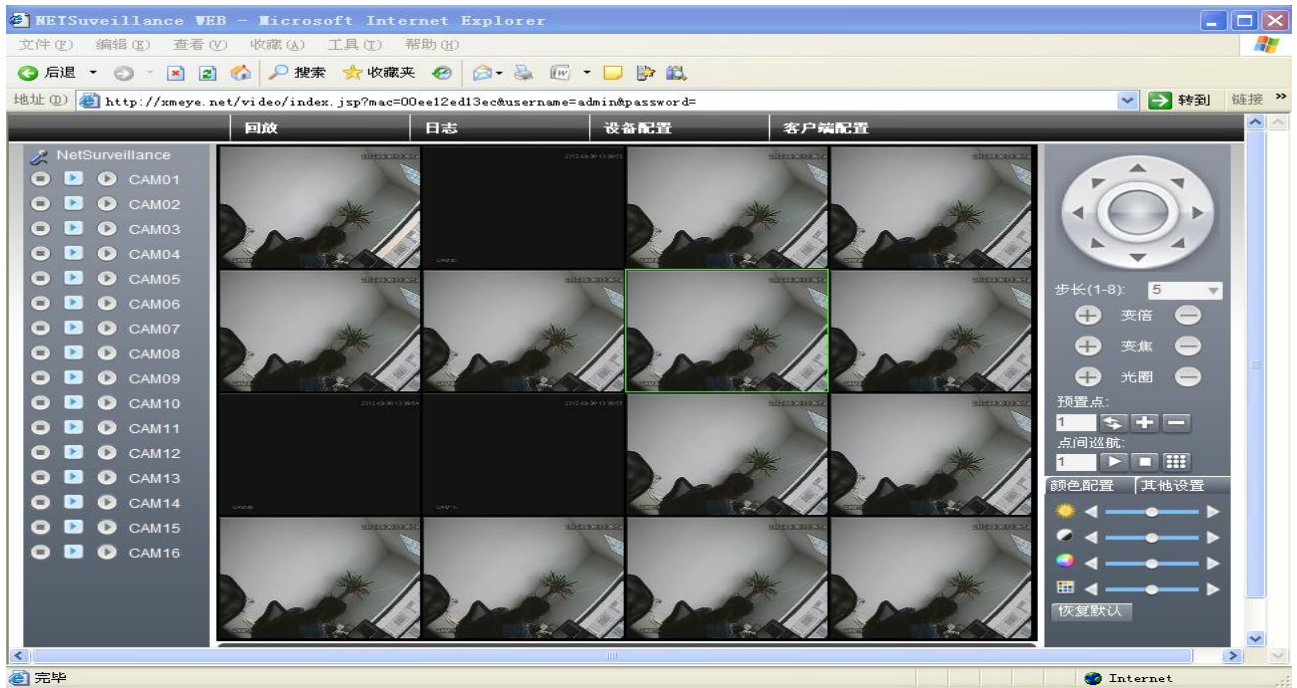 NETSuveillance WEB - Microsoft Internet Explorer
文件(F) 编辑(E) 查看(V) 收藏(A) 工具(T) 帮助(H)
后退 搜索 收藏夹
地址(D) http://xmeye.net/video/index.jsp?mac=00ee12ed13ec&username=admin&password= 转到 链接 »
回放 日志 设备配置 客户端配置
NetSurveillance
CAM01
CAM02
CAM03
CAM04
CAM05
CAM06
CAM07
CAM08
CAM09
CAM10
CAM11
CAM12
CAM13
CAM14
CAM15
CAM16
步长(1-8): 5
变倍
变焦
光圈
预置点:
1
点间巡航:
1
颜色配置 其他设置
恢复默认
完毕 Internet